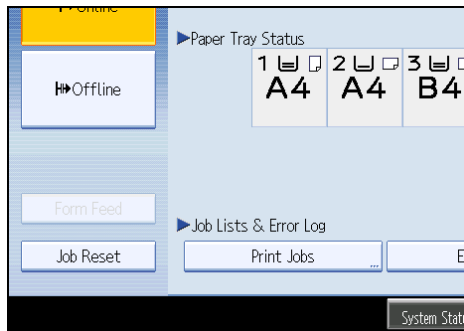 Online
▶Paper Tray Status
1 2 3
A4 A4 B4
Offline
Form Feed
▶Job Lists & Error Log
Job Reset
Print Jobs ...
System